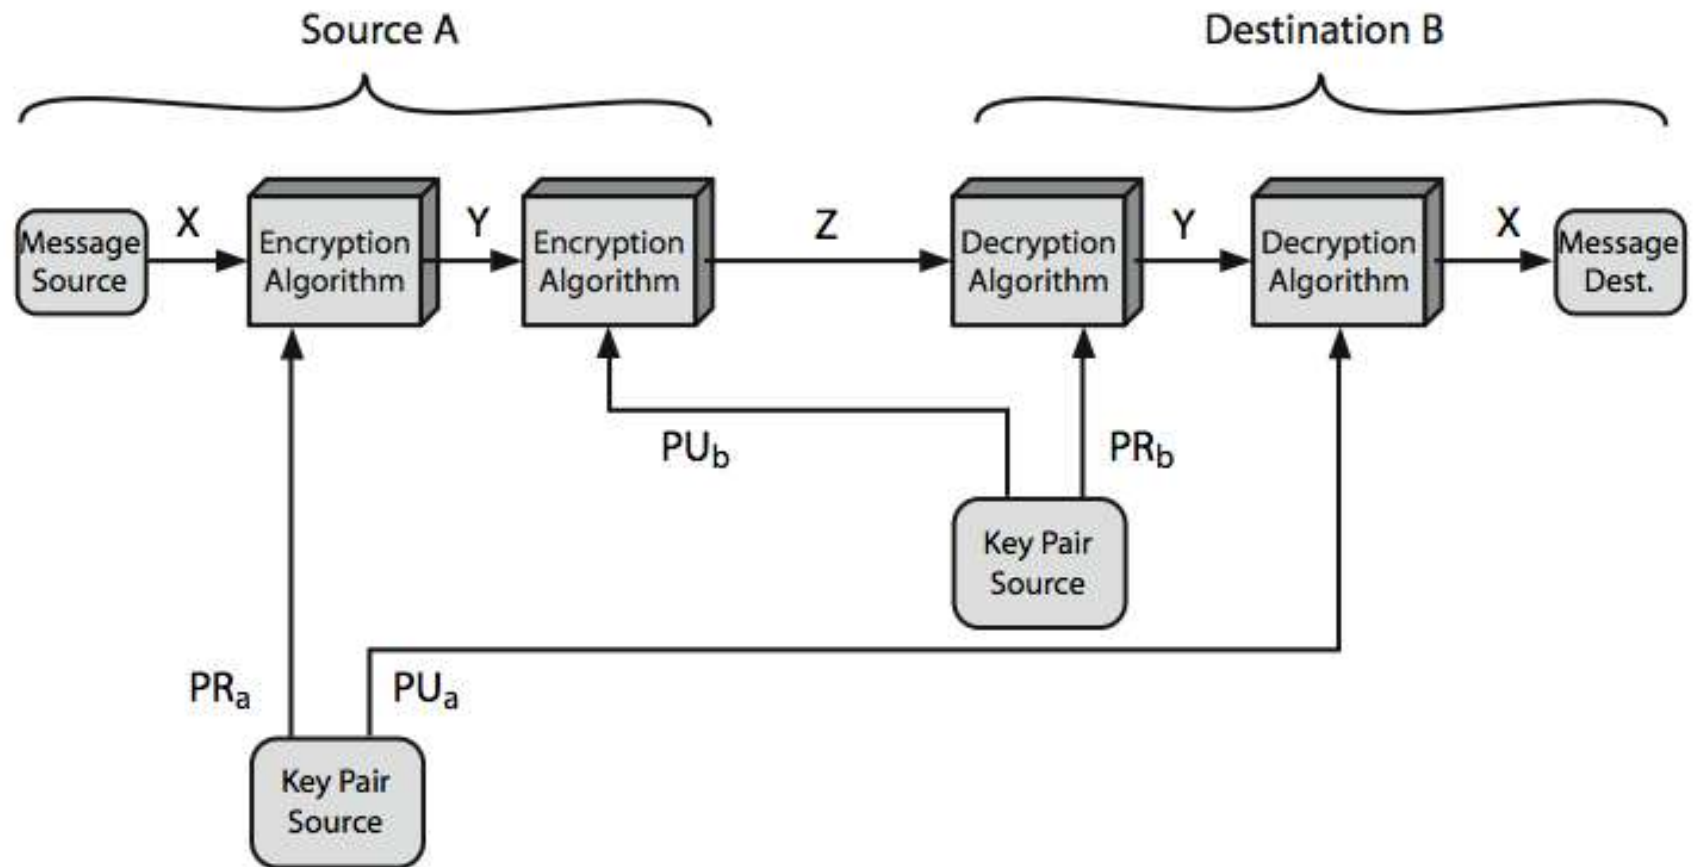 Source A
Destination B
Message
Source
X
Encryption
Algorithm
Y
Encryption
Algorithm
Z
Decryption
Algorithm
Y
Decryption
Algorithm
X
Message
Dest.
PUb
PRb
Key Pair
Source
PRa
PUa
Key Pair
Source